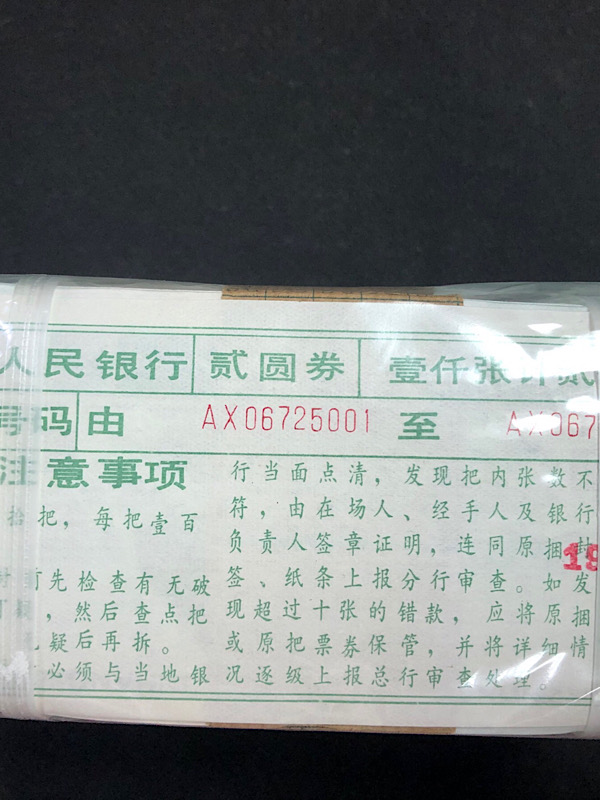 人民银行 贰圆券 壹仟张计贰
号码由 AX06725001 至 AX067
注意事项
拾把，每把壹百
先检查有无破
，然后查点把
疑后再拆。
必须与当地银
行当面点清，发现把内张数不
符，由在场人、经手人及银行
负责人签章证明，连同原捆封
签、纸条上报分行审查。如发
现超过十张的错款，应将原捆
或原把票券保管，并将详细情
况逐级上报总行审查处理。
19